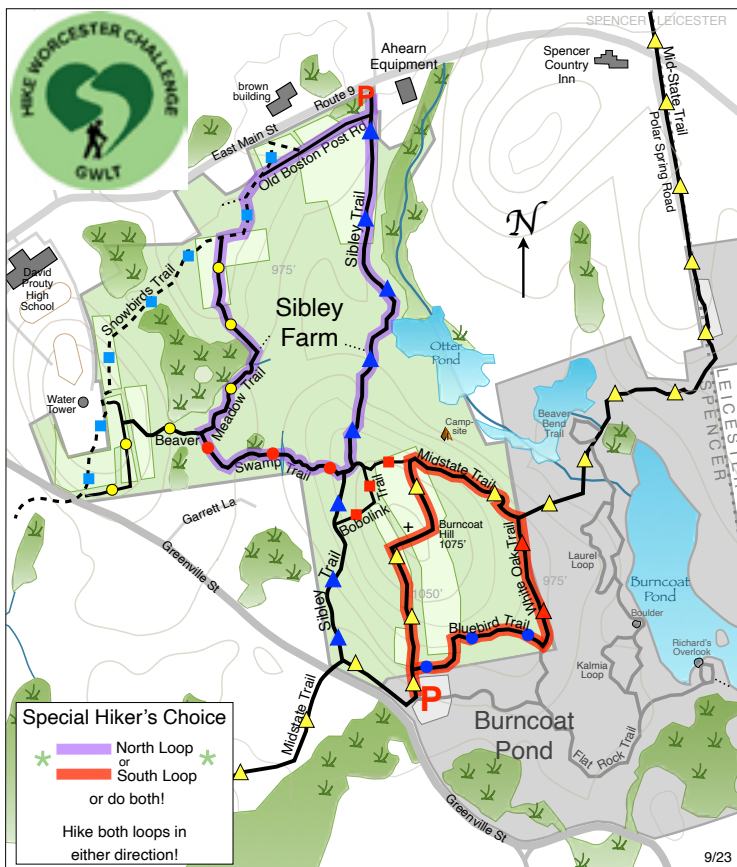 HIKE WORCESTER CHALLENGE
GWLT
SPENCER
LEICESTER
Ahearn
Equipment
Spencer
Country
Inn
brown
building
Route 9
P
East Main St
Old Boston Post Rd
Mid-State Trail
Polar Spring Road
Sibley Trail
N
David
Prouty
High
School
Snowbirds Trail
975'
Sibley
Farm
Otter
Pond
LEICESTER
SPENCER
Water
Tower
Meadow Trail
Beaver
Swamp Trail
Camp-
site
Beaver
Bend
Trail
Midstate Trail
Bobolink
Trail
Garrett La
+
Burncoat
Hill
1075'
Greenville St
Sibley Trail
White Oak Trail
975'
Laurel
Loop
Burncoat
Pond
1050'
Bluebird Trail
Boulder
Richard's
Overlook
Kalmia
Loop
Midstate Trail
P
Burncoat
Pond
Flat Rock Trail
Greenville St
Special Hiker's Choice
* North Loop *
or
South Loop
or do both!
Hike both loops in
either direction!
9/23